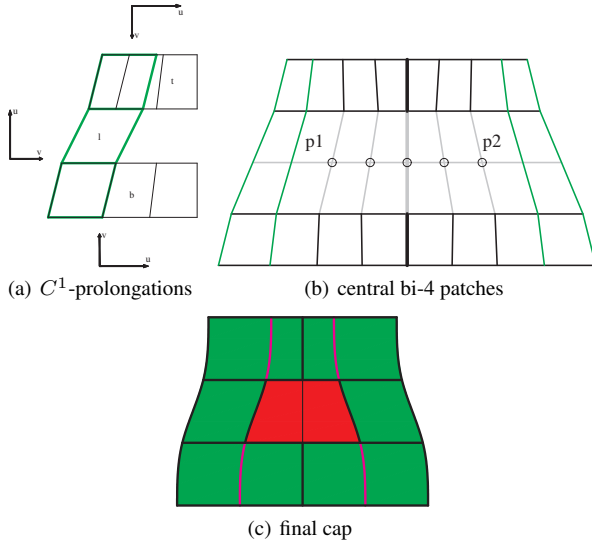 u
v
t
u
l
v
b
v
u
(a) C¹-prolongations
p1 p2
(b) central bi-4 patches
(c) final cap